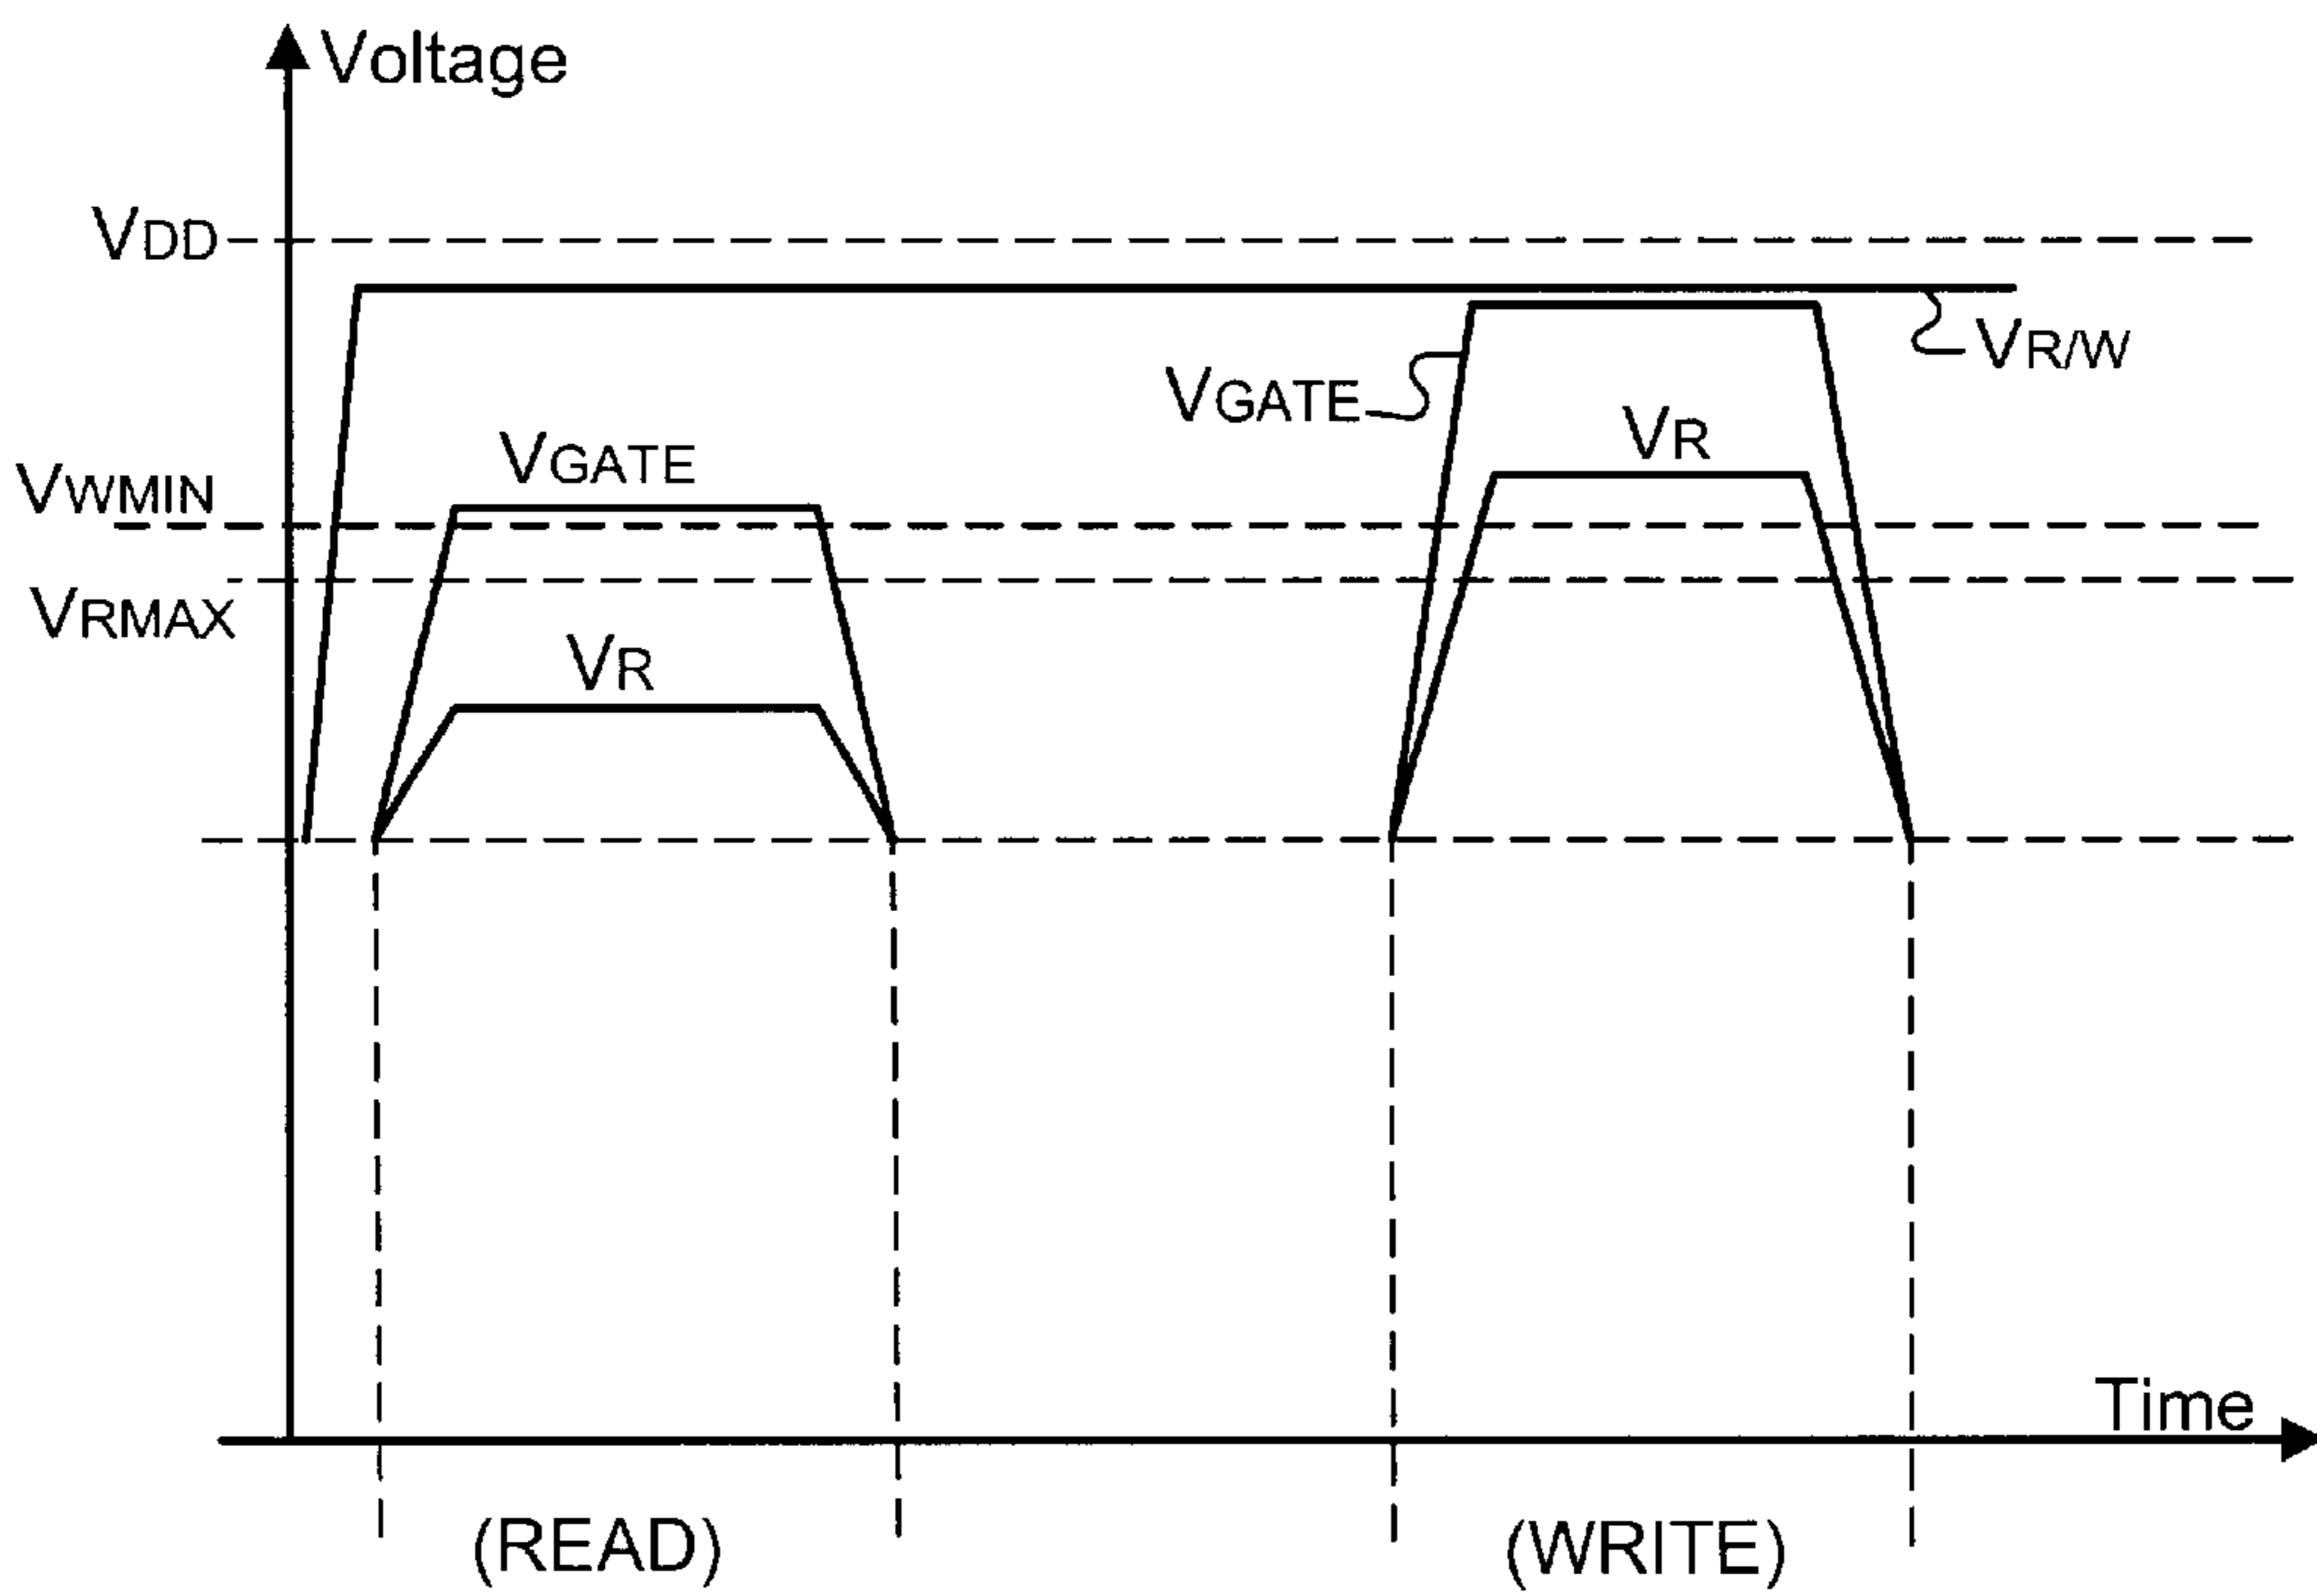 Voltage
VDD
VR/W
VGATE
VR
VGATE
VWMIN
VRMAX
VR
Time
(READ)
(WRITE)